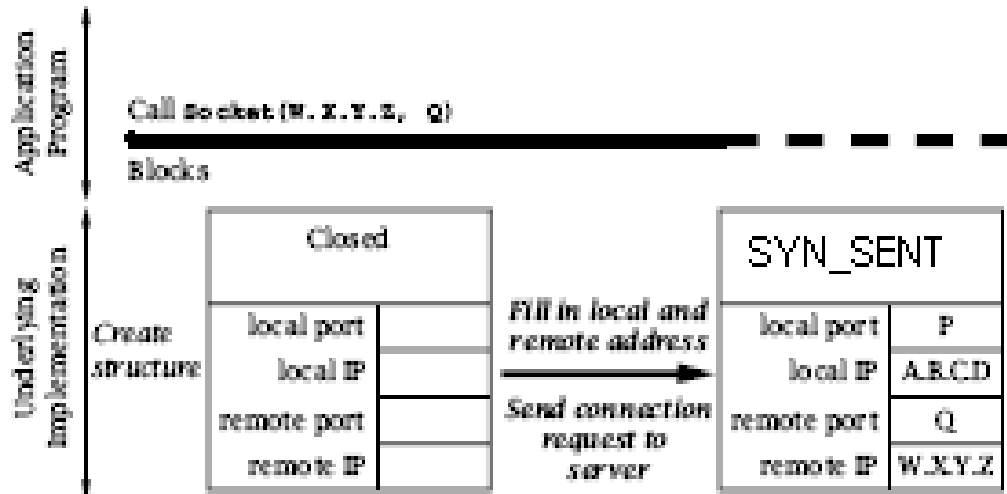 Application
Program
Call Socket(W.X.Y.Z, Q)
Blocks
Underlying
Implementation
Create
structure
Closed
local port
local IP
remote port
remote IP
Fill in local and
remote address
Send connection
request to
server
SYN_SENT
local port P
local IP A.B.C.D
remote port Q
remote IP W.X.Y.Z